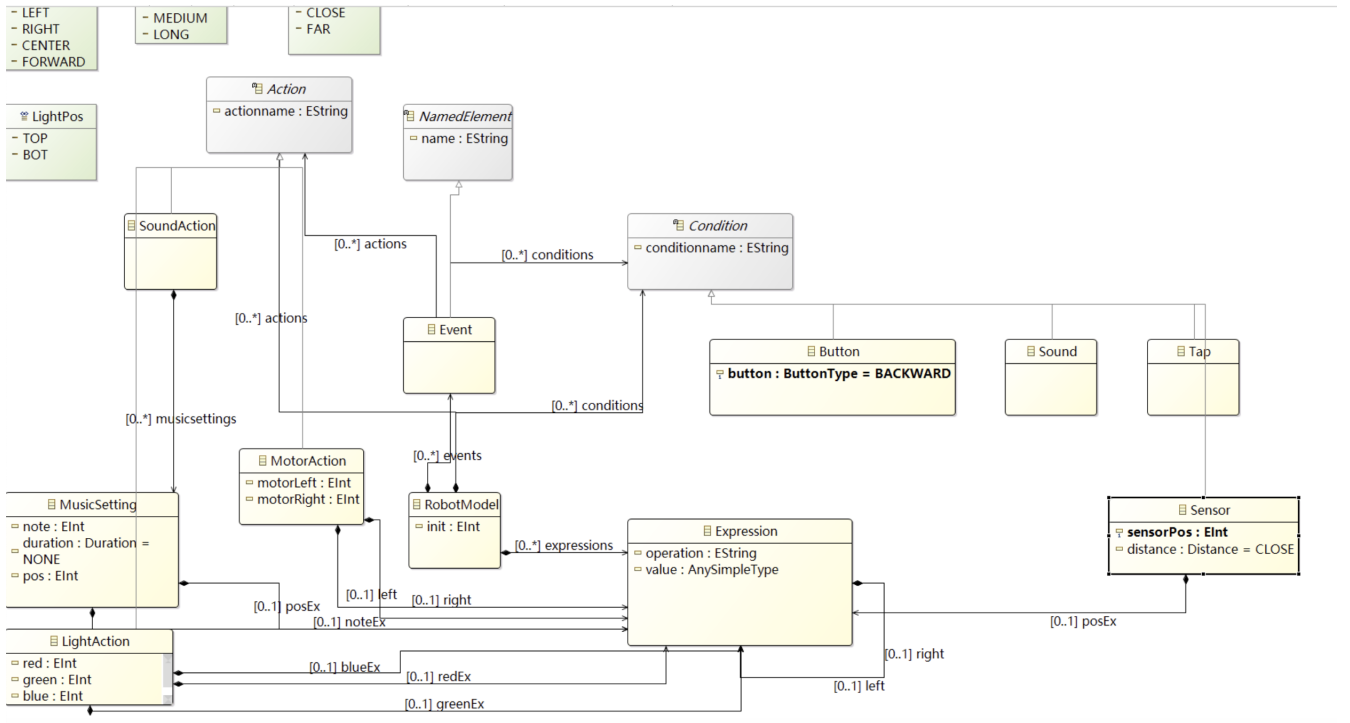 - LEFT
- RIGHT
- CENTER
- FORWARD
- MEDIUM
- LONG
- CLOSE
- FAR
LightPos
- TOP
- BOT
Action
actionname : EString
NamedElement
name : EString
SoundAction
Condition
conditionname : EString
[0..*] actions
[0..*] conditions
[0..*] actions
Event
Button
button : ButtonType = BACKWARD
Sound
Tap
[0..*] conditions
[0..*] musicsettings
[0..*] events
MotorAction
motorLeft : EInt
motorRight : EInt
MusicSetting
note : EInt
duration : Duration =
NONE
pos : EInt
RobotModel
init : EInt
[0..*] expressions
Expression
operation : EString
value : AnySimpleType
Sensor
sensorPos : EInt
distance : Distance = CLOSE
[0..1] left
[0..1] right
[0..1] posEx
[0..1] noteEx
[0..1] posEx
LightAction
red : EInt
green : EInt
blue : EInt
[0..1] blueEx
[0..1] redEx
[0..1] greenEx
[0..1] right
[0..1] left